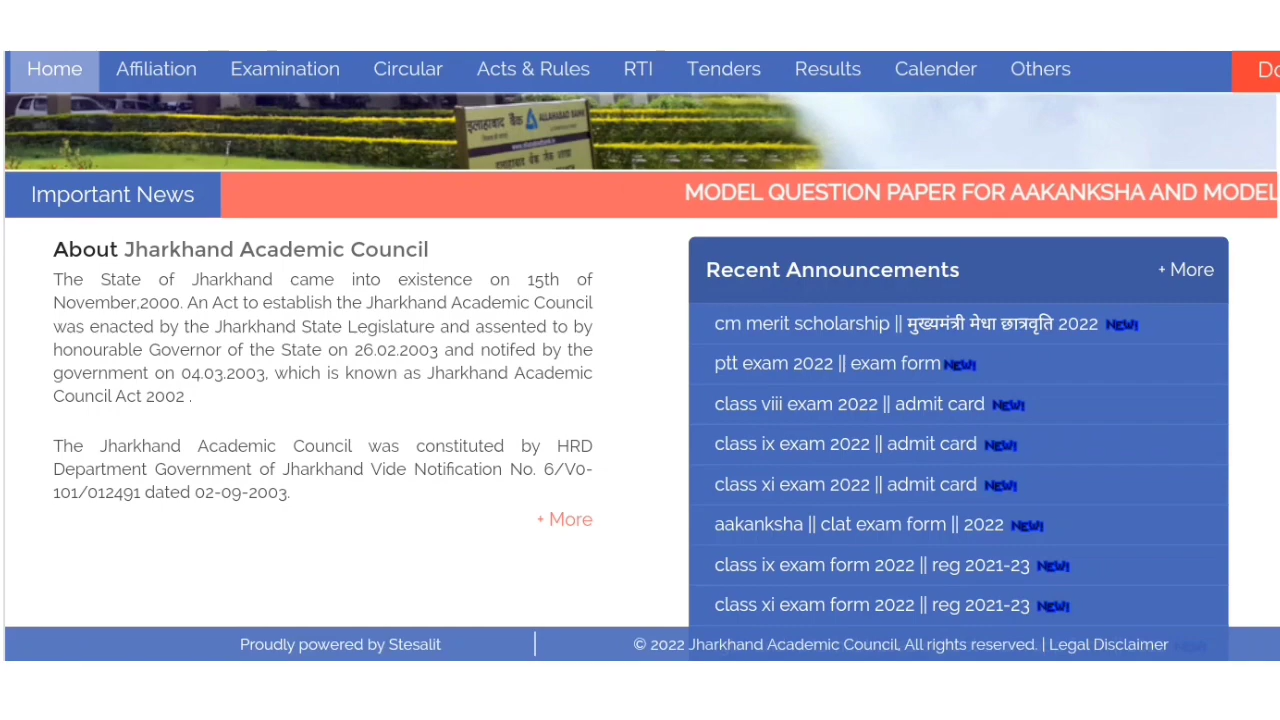 Home Affiliation Examination Circular Acts & Rules RTI Tenders Results Calender Others
इलाहाबाद बैंक ALLAHABAD BANK
Important News
MODEL QUESTION PAPER FOR AAKANKSHA AND MODEL
About Jharkhand Academic Council
The State of Jharkhand came into existence on 15th of
November,2000. An Act to establish the Jharkhand Academic Council
was enacted by the Jharkhand State Legislature and assented to by
honourable Governor of the State on 26.02.2003 and notifed by the
government on 04.03.2003, which is known as Jharkhand Academic
Council Act 2002 .
The Jharkhand Academic Council was constituted by HRD
Department Government of Jharkhand Vide Notification No. 6/V0-
101/012491 dated 02-09-2003.
+ More
Recent Announcements + More
cm merit scholarship || मुख्यमंत्री मेधा छात्रवृति 2022 NEW!
ptt exam 2022 || exam form NEW!
class viii exam 2022 || admit card NEW!
class ix exam 2022 || admit card NEW!
class xi exam 2022 || admit card NEW!
aakanksha || clat exam form || 2022 NEW!
class ix exam form 2022 || reg 2021-23 NEW!
class xi exam form 2022 || reg 2021-23 NEW!
Proudly powered by Stesalit
© 2022 Jharkhand Academic Council, All rights reserved. | Legal Disclaimer